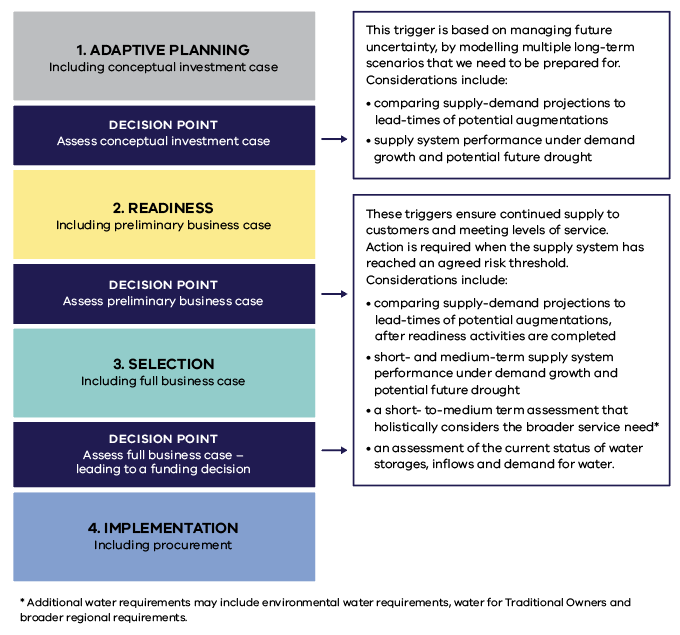 1. ADAPTIVE PLANNING
Including conceptual investment case
DECISION POINT
Assess conceptual investment case
This trigger is based on managing future
uncertainty, by modelling multiple long-term
scenarios that we need to be prepared for.
Considerations include:
• comparing supply-demand projections to
lead-times of potential augmentations
• supply system performance under demand
growth and potential future drought
2. READINESS
Including preliminary business case
DECISION POINT
Assess preliminary business case
3. SELECTION
Including full business case
DECISION POINT
Assess full business case –
leading to a funding decision
These triggers ensure continued supply to
customers and meeting levels of service.
Action is required when the supply system has
reached an agreed risk threshold.
Considerations include:
• comparing supply-demand projections to
lead-times of potential augmentations,
after readiness activities are completed
• short- and medium-term supply system
performance under demand growth and
potential future drought
• a short- to-medium term assessment that
holistically considers the broader service need*
• an assessment of the current status of water
storages, inflows and demand for water.
4. IMPLEMENTATION
Including procurement
* Additional water requirements may include environmental water requirements, water for Traditional Owners and
broader regional requirements.